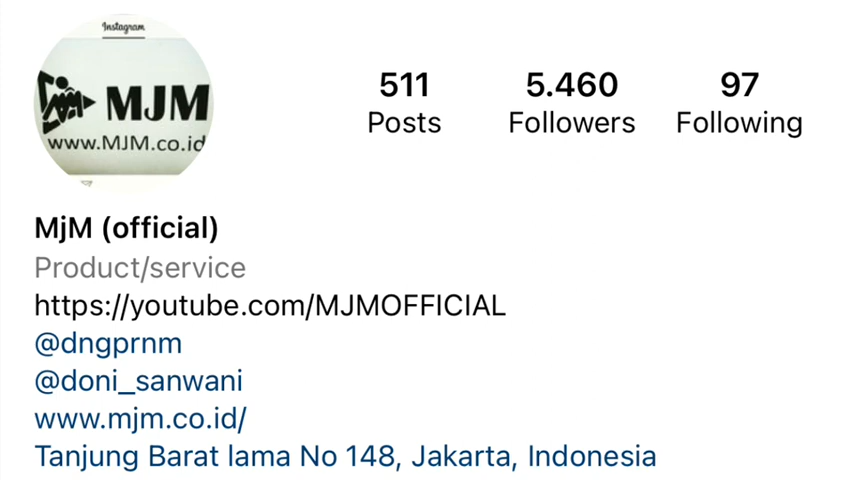 Instagram
MJM
www.MJM.co.id
511 5.460 97
Posts Followers Following
MjM (official)
Product/service
https://youtube.com/MJMOFFICIAL
@dngprnm
@doni_sanwani
www.mjm.co.id/
Tanjung Barat lama No 148, Jakarta, Indonesia